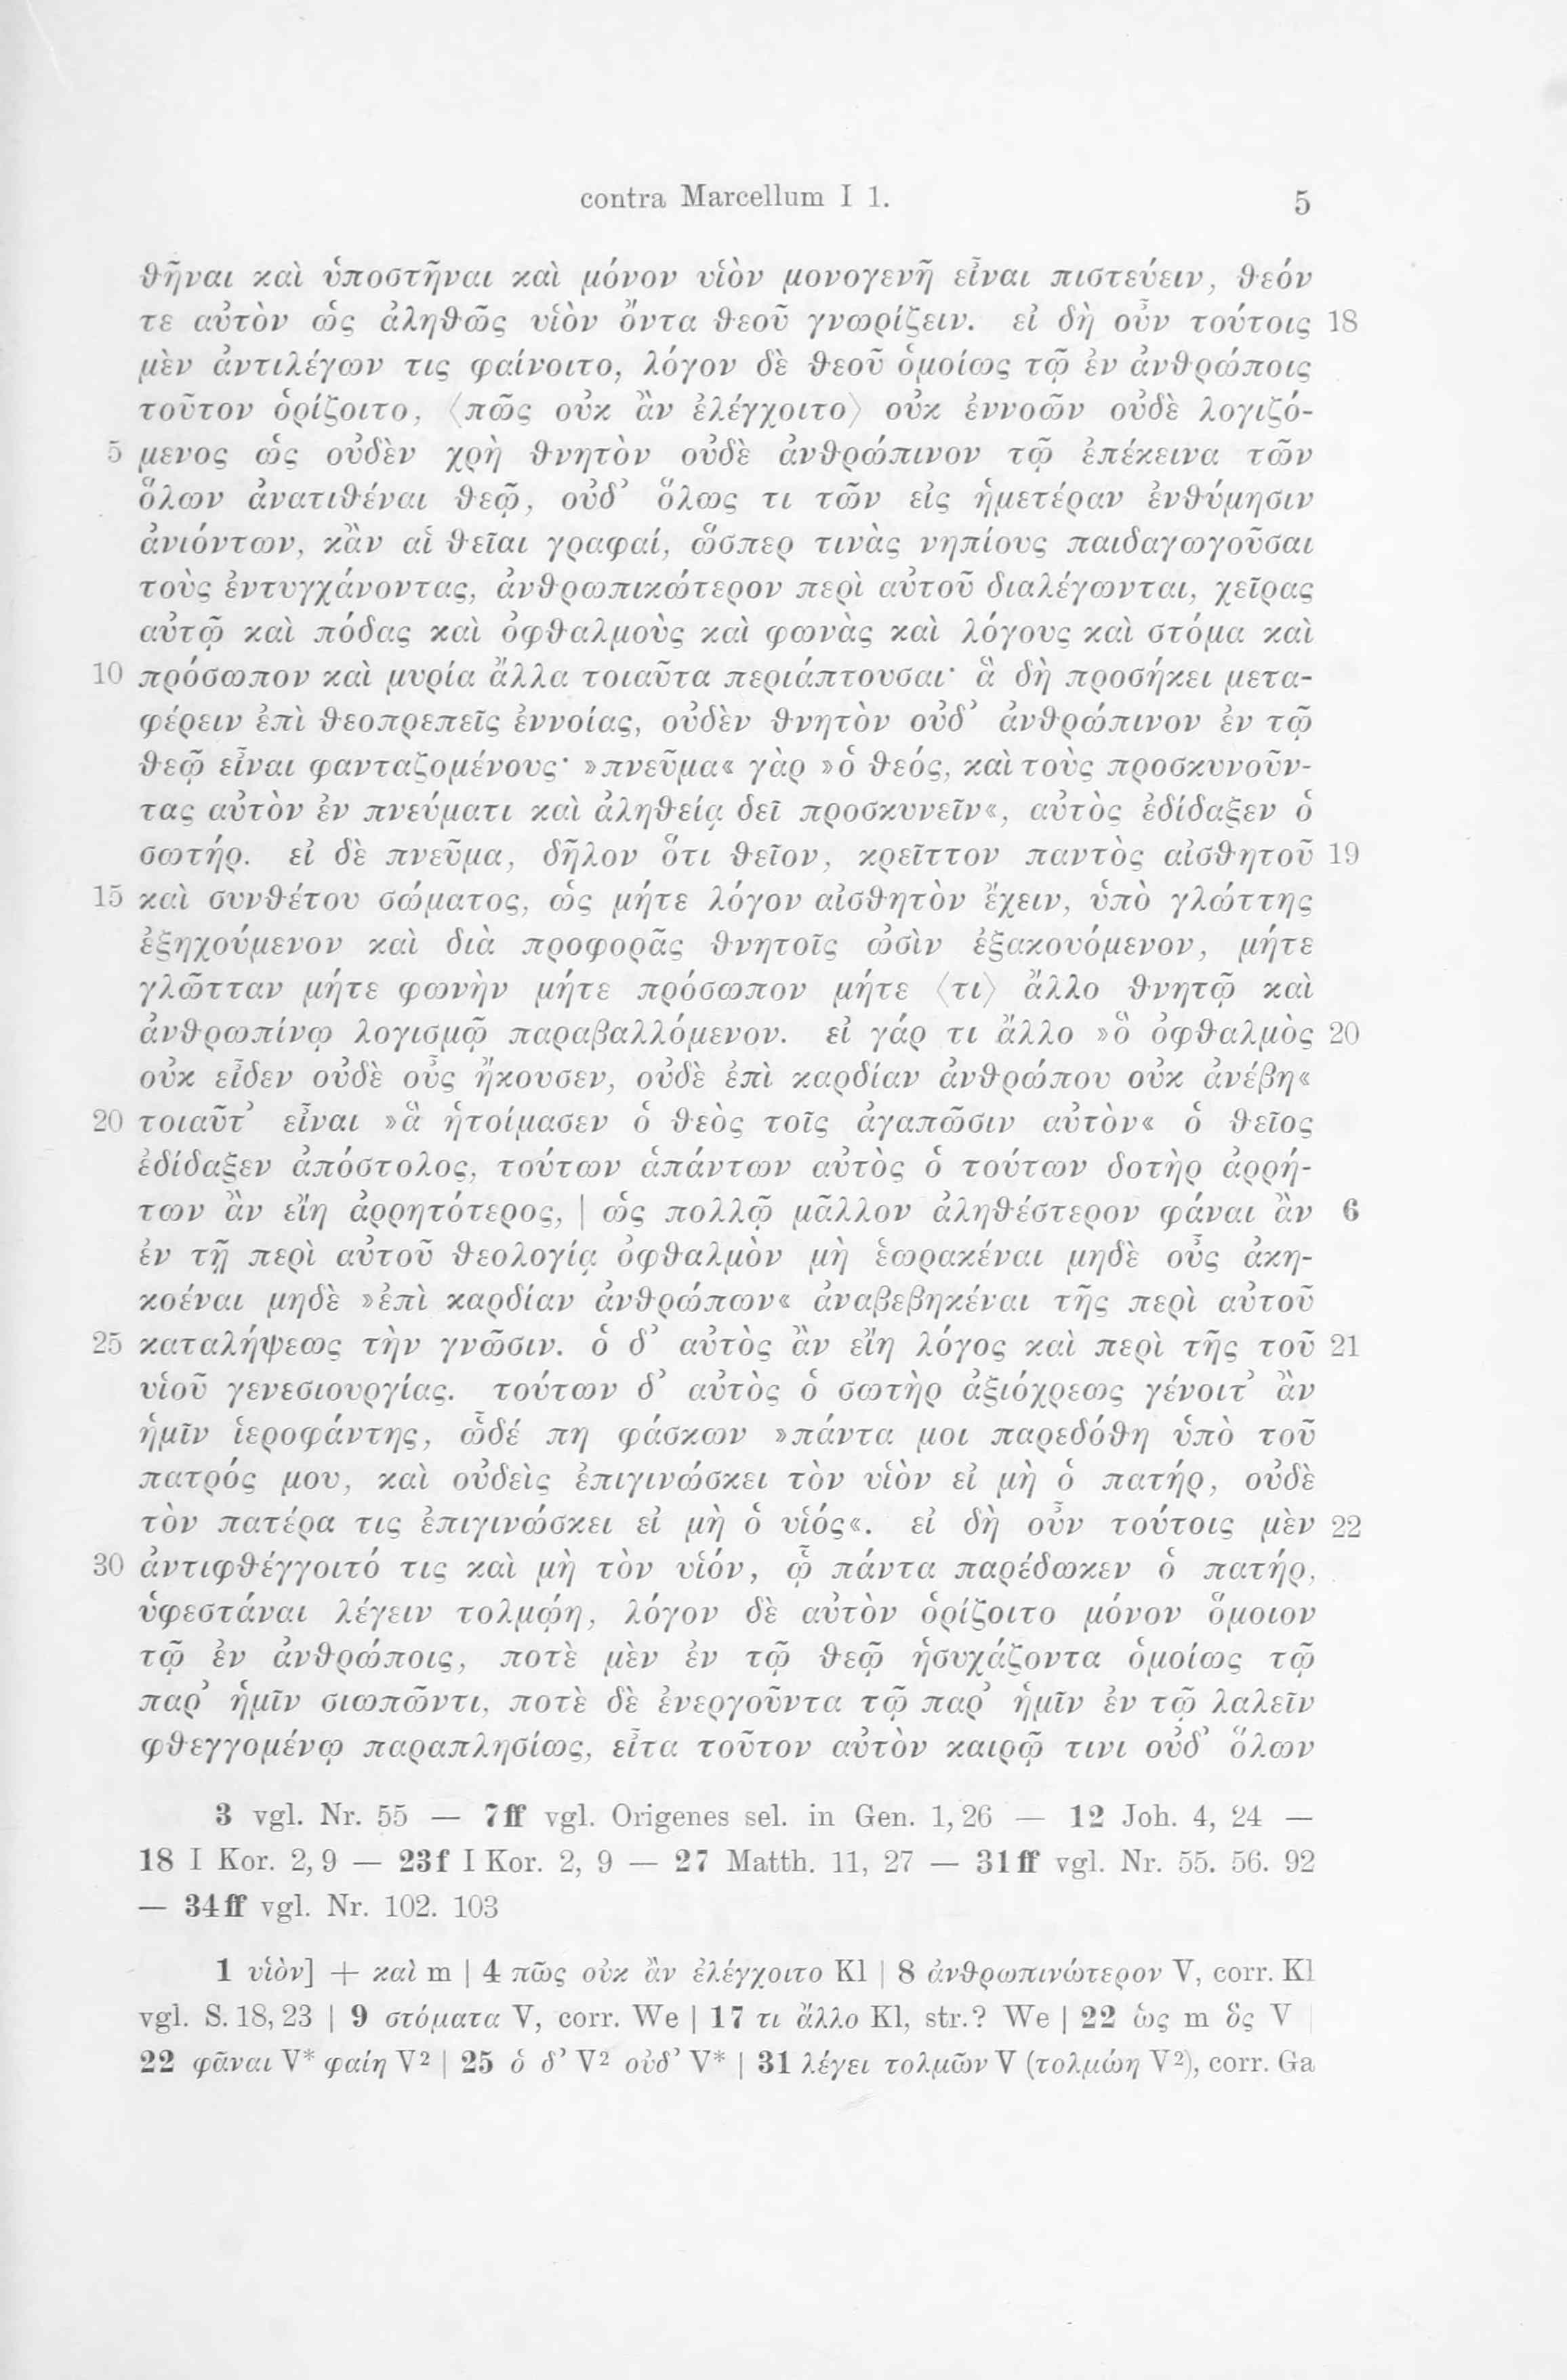 contra Marcellum I 1. 5
θῆναι καὶ ὑποστῆναι καὶ μόνον υἱὸν μονογενῆ εἶναι πιστεύειν, θεόν
τε αὐτὸν ὡς ἀληθῶς υἱὸν ὄντα θεοῦ γνωρίζειν. εἰ δὴ οὖν τούτοις 18
μὲν ἀντιλέγων τις φαίνοιτο, λόγον δὲ θεοῦ ὁμοίως τῷ ἐν ἀνθρώποις
τοῦτον ὁρίζοιτο, ⟨πῶς οὐκ ἂν ἐλέγχοιτο⟩ οὐκ ἐννοῶν οὐδὲ λογιζό-
5 μενος ὡς οὐδὲν χρὴ θνητὸν οὐδὲ ἀνθρώπινον τῷ ἐπέκεινα τῶν
ὅλων ἀνατιθέναι θεῷ, οὐδ’ ὅλως τι τῶν εἰς ἡμετέραν ἐνθύμησιν
ἀνιόντων, κἂν αἱ θεῖαι γραφαί, ὥσπερ τινὰς νηπίους παιδαγωγοῦσαι
τοὺς ἐντυγχάνοντας, ἀνθρωπικώτερον περὶ αὐτοῦ διαλέγωνται, χεῖρας
αὐτῷ καὶ πόδας καὶ ὀφθαλμοὺς καὶ φωνὰς καὶ λόγους καὶ στόμα καὶ
10 πρόσωπον καὶ μυρία ἄλλα τοιαῦτα περιάπτουσαι· ἃ δὴ προσήκει μετα-
φέρειν ἐπὶ θεοπρεπεῖς ἐννοίας, οὐδὲν θνητὸν οὐδ’ ἀνθρώπινον ἐν τῷ
θεῷ εἶναι φανταζομένους· »πνεῦμα« γὰρ »ὁ θεός, καὶ τοὺς προσκυνοῦν-
τας αὐτὸν ἐν πνεύματι καὶ ἀληθείᾳ δεῖ προσκυνεῖν«, αὐτὸς ἐδίδαξεν ὁ
σωτήρ. εἰ δὲ πνεῦμα, δῆλον ὅτι θεῖον, κρεῖττον παντὸς αἰσθητοῦ 19
15 καὶ συνθέτου σώματος, ὡς μήτε λόγον αἰσθητὸν ἔχειν, ὑπὸ γλώττης
ἐξηχούμενον καὶ διὰ προφορᾶς θνητοῖς ὠσὶν ἐξακουόμενον, μήτε
γλῶτταν μήτε φωνὴν μήτε πρόσωπον μήτε ⟨τι⟩ ἄλλο θνητῷ καὶ
ἀνθρωπίνῳ λογισμῷ παραβαλλόμενον. εἰ γάρ τι ἄλλο »ὃ ὀφθαλμὸς 20
οὐκ εἶδεν οὐδὲ οὖς ἤκουσεν, οὐδὲ ἐπὶ καρδίαν ἀνθρώπου οὐκ ἀνέβη«
20 τοιαῦτ’ εἶναι »ἃ ἡτοίμασεν ὁ θεὸς τοῖς ἀγαπῶσιν αὐτὸν« ὁ θεῖος
ἐδίδαξεν ἀπόστολος, τούτων ἁπάντων αὐτὸς ὁ τούτων δοτὴρ ἀρρή-
των ἂν εἴη ἀρρητότερος, | ὡς πολλῷ μᾶλλον ἀληθέστερον φάναι ἂν 6
ἐν τῇ περὶ αὐτοῦ θεολογίᾳ ὀφθαλμὸν μὴ ἑωρακέναι μηδὲ οὖς ἀκη-
κοέναι μηδὲ »ἐπὶ καρδίαν ἀνθρώπων« ἀναβεβηκέναι τῆς περὶ αὐτοῦ
25 καταλήψεως τὴν γνῶσιν. ὁ δ’ αὐτὸς ἂν εἴη λόγος καὶ περὶ τῆς τοῦ 21
υἱοῦ γενεσιουργίας. τούτων δ’ αὐτὸς ὁ σωτὴρ ἀξιόχρεως γένοιτ’ ἂν
ἡμῖν ἱεροφάντης, ὧδέ πη φάσκων »πάντα μοι παρεδόθη ὑπὸ τοῦ
πατρός μου, καὶ οὐδεὶς ἐπιγινώσκει τὸν υἱὸν εἰ μὴ ὁ πατήρ, οὐδὲ
τὸν πατέρα τις ἐπιγινώσκει εἰ μὴ ὁ υἱός«. εἰ δὴ οὖν τούτοις μὲν 22
30 ἀντιφθέγγοιτό τις καὶ μὴ τὸν υἱόν, ᾧ πάντα παρέδωκεν ὁ πατήρ,
ὑφεστάναι λέγειν τολμῴη, λόγον δὲ αὐτὸν ὁρίζοιτο μόνον ὅμοιον
τῷ ἐν ἀνθρώποις, ποτὲ μὲν ἐν τῷ θεῷ ἡσυχάζοντα ὁμοίως τῷ
παρ’ ἡμῖν σιωπῶντι, ποτὲ δὲ ἐνεργοῦντα τῷ παρ’ ἡμῖν ἐν τῷ λαλεῖν
φθεγγομένῳ παραπλησίως, εἶτα τοῦτον αὐτὸν καιρῷ τινι οὐδ’ ὅλων
3 vgl. Nr. 55 — 7ff vgl. Origenes sel. in Gen. 1,26 — 12 Joh. 4, 24 —
18 I Kor. 2, 9 — 23f I Kor. 2, 9 — 27 Matth. 11, 27 — 31ff vgl. Nr. 55. 56. 92
— 34ff vgl. Nr. 102. 103
1 υἱὸν] + καὶ m | 4 πῶς οὐκ ἂν ἐλέγχοιτο Kl | 8 ἀνθρωπινώτερον V, corr. Kl
vgl. S. 18, 23 | 9 στόματα V, corr. We | 17 τι ἄλλο Kl, str.? We | 22 ὡς m ὃς V |
22 φᾶναι V* φαίη V2 | 25 ὁ δ’ V2 οὐδ’ V* | 31 λέγει τολμῶν V (τολμώη V2), corr. Ga